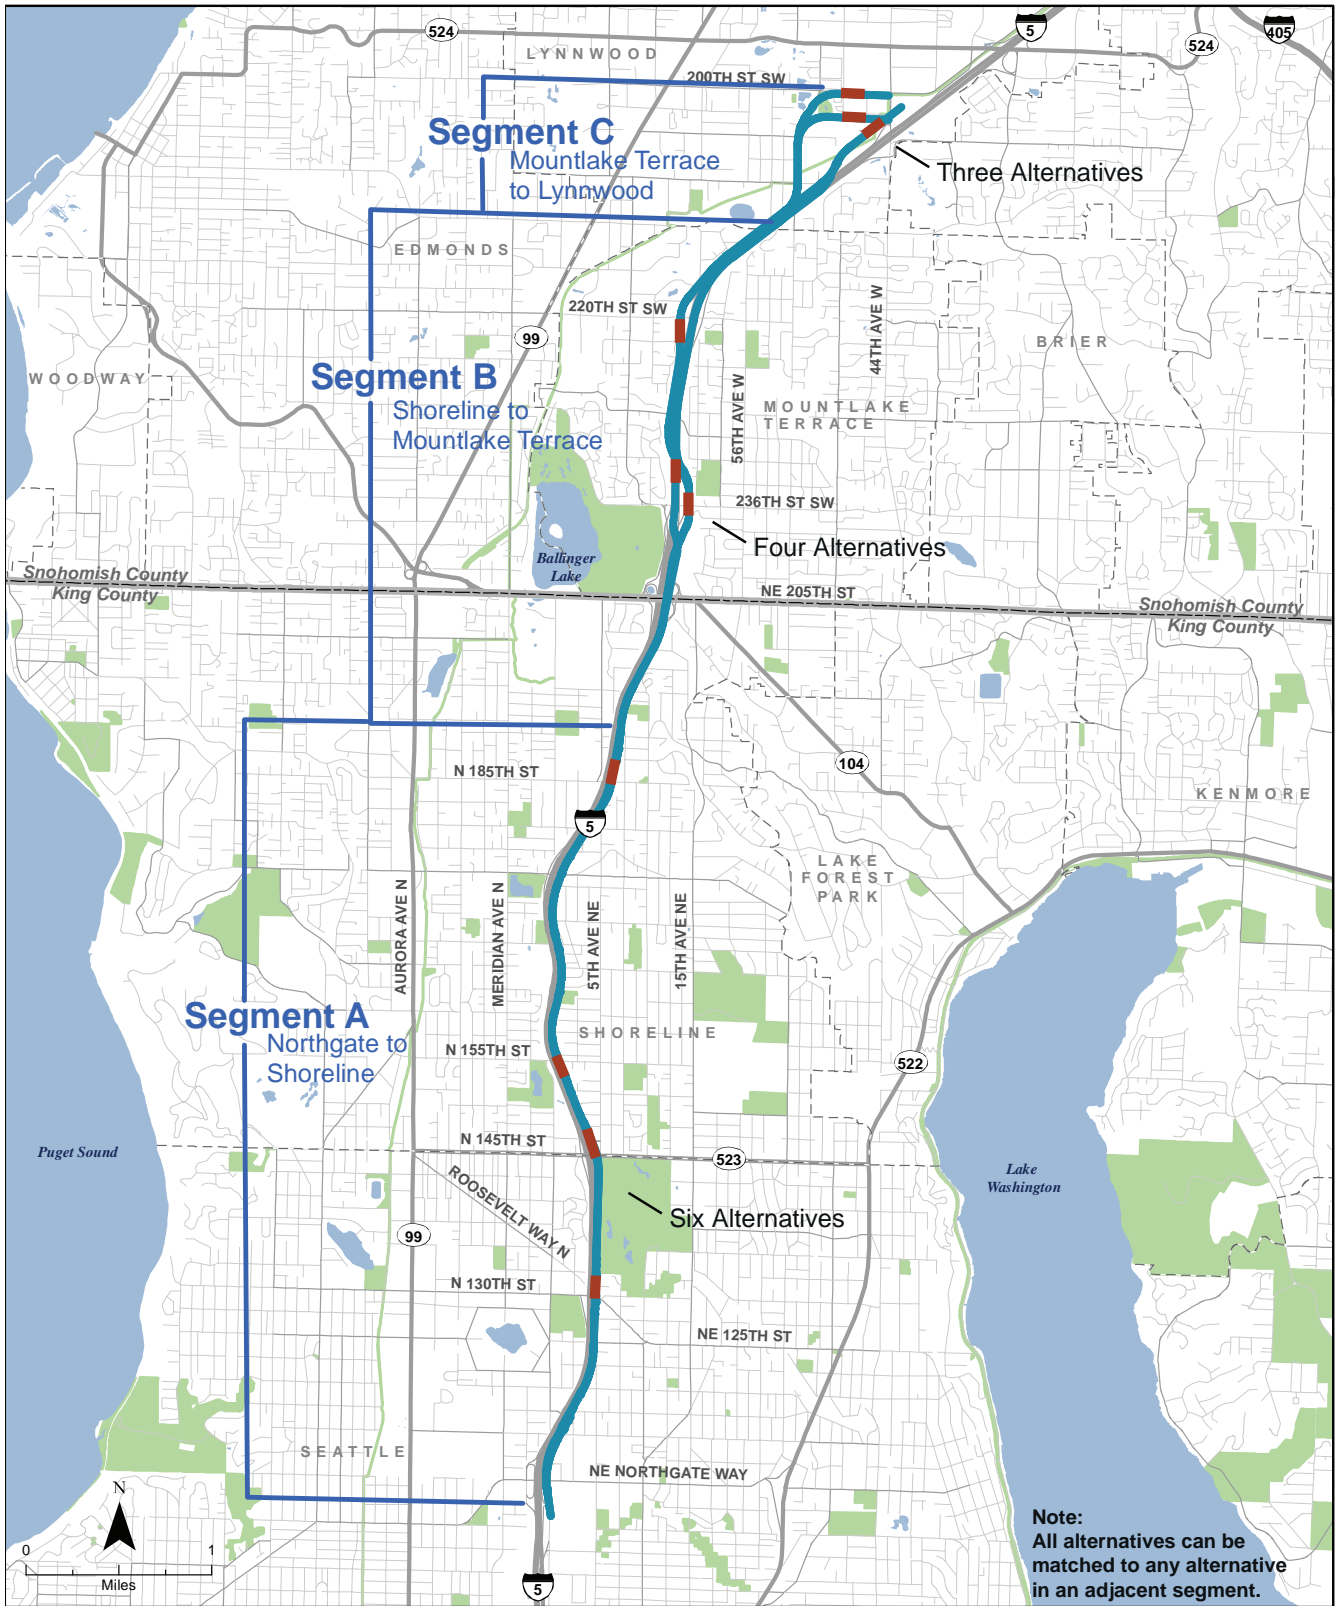 524
5
405
524
LYNNWOOD
200TH ST SW
Segment C
Mountlake Terrace
to Lynnwood
Three Alternatives
EDMONDS
220TH ST SW
44TH AVE W
99
BRIER
WOODWAY
Segment B
Shoreline to
Mountlake Terrace
56TH AVE W
MOUNTLAKE
TERRACE
236TH ST SW
Four Alternatives
Ballinger
Lake
Snohomish County
King County
NE 205TH ST
Snohomish County
King County
N 185TH ST
104
KENMORE
5
LAKE
FOREST
PARK
AURORA AVE N
MERIDIAN AVE N
5TH AVE NE
15TH AVE NE
Segment A
Northgate to
Shoreline
SHORELINE
N 155TH ST
522
N 145TH ST
523
Puget Sound
Lake
Washington
ROOSEVELT WAY N
Six Alternatives
99
N 130TH ST
NE 125TH ST
SEATTLE
NE NORTHGATE WAY
N
0
1
Miles
5
Note:
All alternatives can be
matched to any alternative
in an adjacent segment.